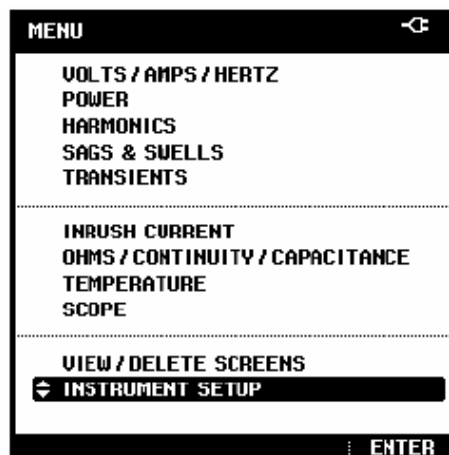 MENU
VOLTS / AMPS / HERTZ
POWER
HARMONICS
SAGS & SWELLS
TRANSIENTS
INRUSH CURRENT
OHMS / CONTINUITY / CAPACITANCE
TEMPERATURE
SCOPE
VIEW / DELETE SCREENS
INSTRUMENT SETUP
ENTER